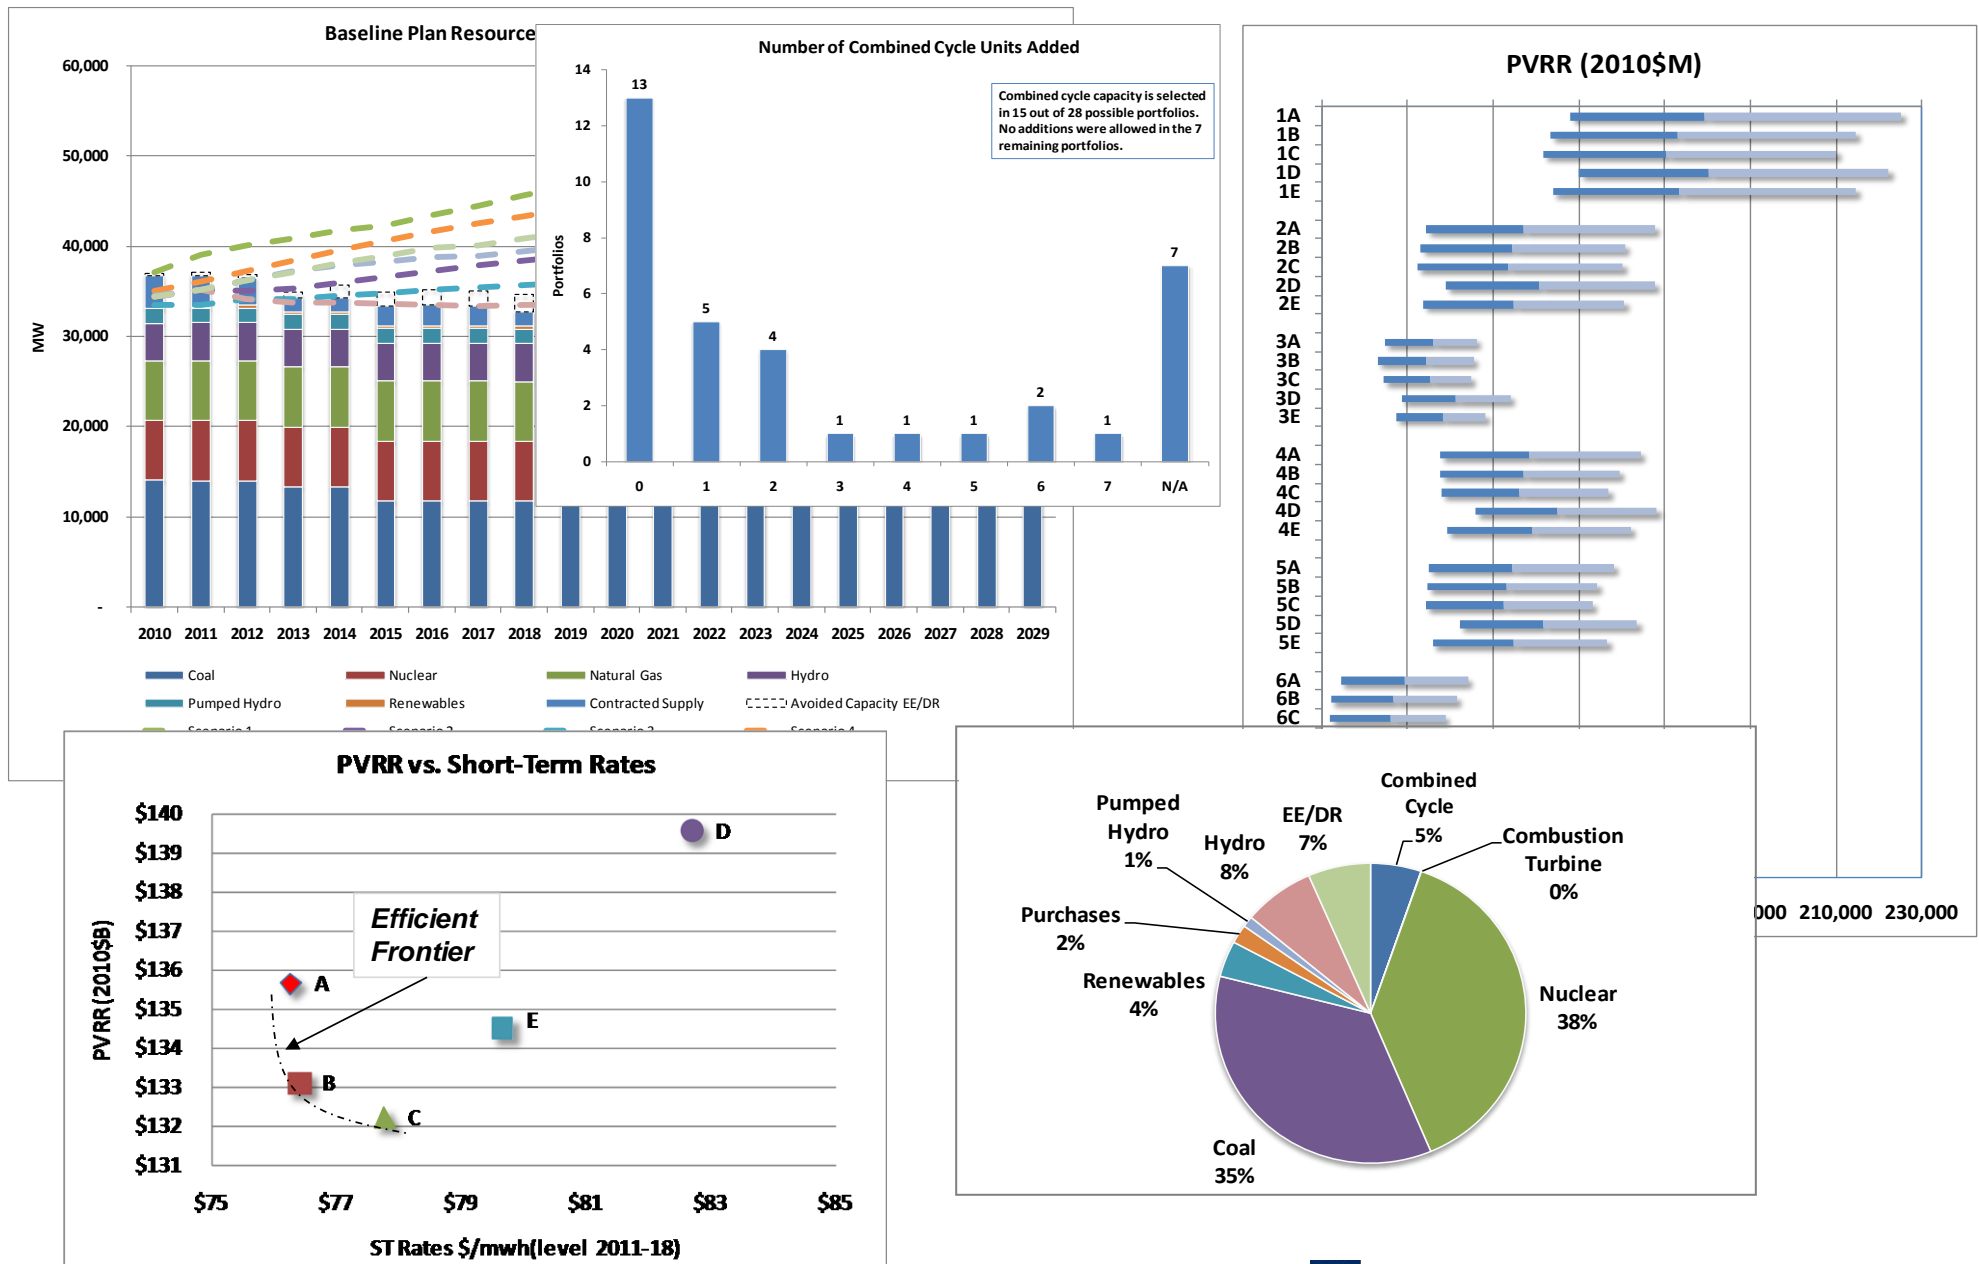 Baseline Plan Resource
60,000
50,000
40,000
30,000
20,000
10,000
-
MW
2010 2011 2012 2013 2014 2015 2016 2017 2018 2019 2020 2021 2022 2023 2024 2025 2026 2027 2028 2029
Coal Nuclear Natural Gas Hydro
Pumped Hydro Renewables Contracted Supply Avoided Capacity EE/DR
Scenario 1 Scenario 2 Scenario 3 Scenario 4
Number of Combined Cycle Units Added
Combined cycle capacity is selected
in 15 out of 28 possible portfolios.
No additions were allowed in the 7
remaining portfolios.
14
12
10
8
6
4
2
0
Portfolios
13
5
4
1
1
1
2
1
7
0 1 2 3 4 5 6 7 N/A
PVRR (2010$M)
1A
1B
1C
1D
1E
2A
2B
2C
2D
2E
3A
3B
3C
3D
3E
4A
4B
4C
4D
4E
5A
5B
5C
5D
5E
6A
6B
6C
000 210,000 230,000
PVRR vs. Short-Term Rates
$140
$139
$138
$137
$136
$135
$134
$133
$132
$131
PVRR (2010$B)
D
Efficient
Frontier
A
E
B
C
$75 $77 $79 $81 $83 $85
ST Rates $/mwh(level 2011-18)
Combined
Cycle
5%
Combustion
Turbine
0%
Nuclear
38%
Coal
35%
Renewables
4%
Purchases
2%
Pumped
Hydro
1%
Hydro
8%
EE/DR
7%